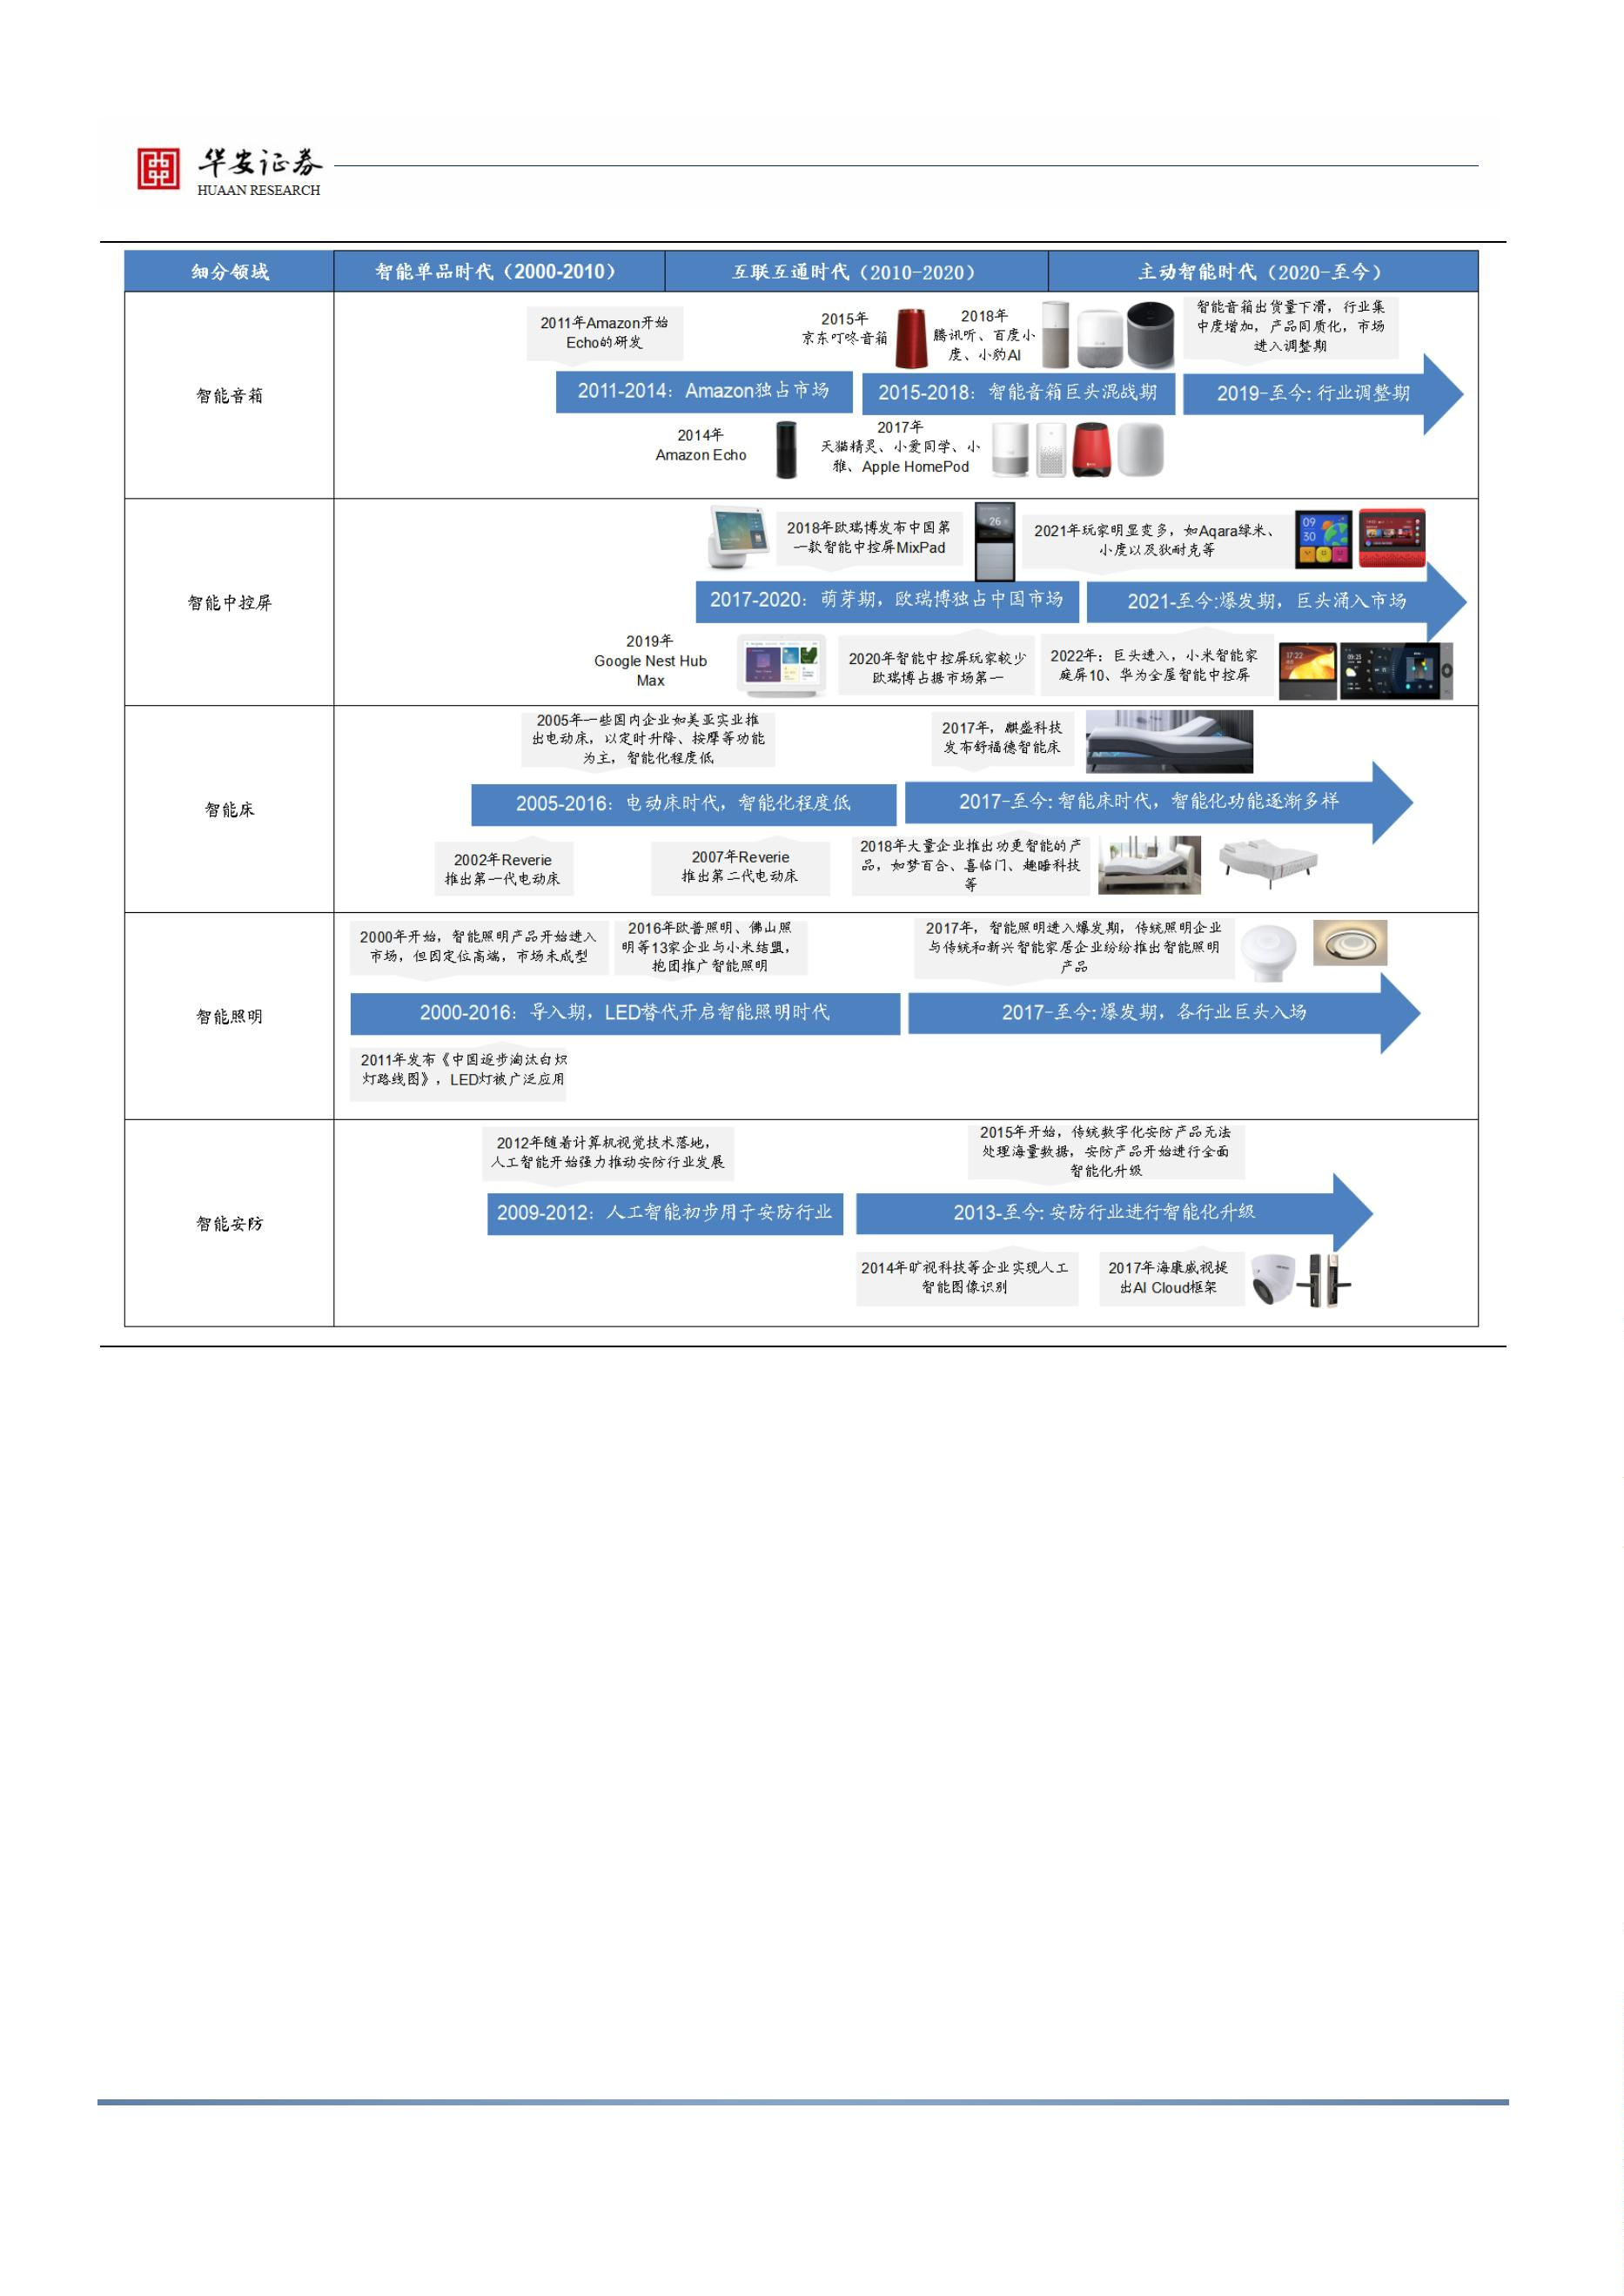 华安证券
HUAAN RESEARCH
细分领域
智能单品时代（2000-2010）
互联互通时代（2010-2020）
主动智能时代（2020-至今）
智能音箱
2011年Amazon开始
Echo的研发
2015年
京东叮咚音箱
2018年
腾讯听、百度小
度、小豹AI
智能音箱出货量下滑，行业集
中度增加，产品同质化，市场
进入调整期
2011-2014：Amazon独占市场
2015-2018：智能音箱巨头混战期
2019-至今: 行业调整期
2014年
Amazon Echo
2017年
天猫精灵、小爱同学、小
雅、Apple HomePod
智能中控屏
2018年欧瑞博发布中国第
一款智能中控屏MixPad
26
2021年玩家明显变多，如Aqara绿米、
小度以及狄耐克等
09
30
2017-2020：萌芽期，欧瑞博独占中国市场
2021-至今:爆发期，巨头涌入市场
2019年
Google Nest Hub
Max
2020年智能中控屏玩家较少
欧瑞博占据市场第一
2022年：巨头进入，小米智能家
庭屏10、华为全屋智能中控屏
17:22
智能床
2005年一些国内企业如美亚实业推
出电动床，以定时升降、按摩等功能
为主，智能化程度低
2017年，麒盛科技
发布舒福德智能床
2005-2016：电动床时代，智能化程度低
2017-至今: 智能床时代，智能化功能逐渐多样
2002年Reverie
推出第一代电动床
2007年Reverie
推出第二代电动床
2018年大量企业推出功更智能的产
品，如梦百合、喜临门、趣睡科技
等
智能照明
2000年开始，智能照明产品开始进入
市场，但因定位高端，市场未成型
2016年欧普照明、佛山照
明等13家企业与小米结盟，
抱团推广智能照明
2017年，智能照明进入爆发期，传统照明企业
与传统和新兴智能家居企业纷纷推出智能照明
产品
2000-2016：导入期，LED替代开启智能照明时代
2017-至今: 爆发期，各行业巨头入场
2011年发布《中国逐步淘汰白炽
灯路线图》，LED灯被广泛应用
智能安防
2012年随着计算机视觉技术落地，
人工智能开始强力推动安防行业发展
2015年开始，传统数字化安防产品无法
处理海量数据，安防产品开始进行全面
智能化升级
2009-2012：人工智能初步用于安防行业
2013-至今: 安防行业进行智能化升级
2014年旷视科技等企业实现人工
智能图像识别
2017年海康威视提
出AI Cloud框架